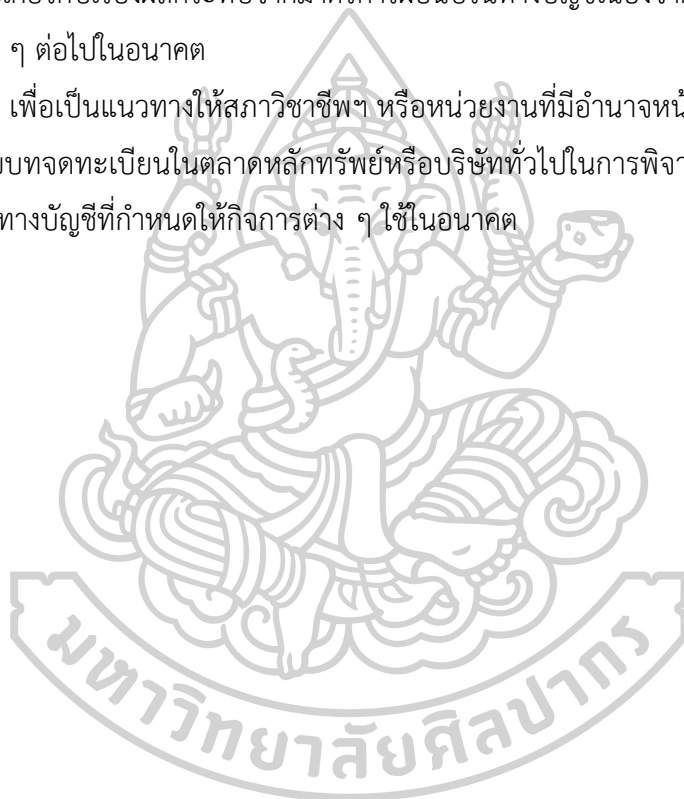 ๆ ต่อไปในอนาคต
เพื่อเป็นแนวทางให้สภาวิชาชีพฯ หรือหน่วยงานที่มีอำนาจหน้
บทจดทะเบียนในตลาดหลักทรัพย์หรือบริษัททั่วไปในการพิจา
ทางบัญชีที่กำหนดให้กิจการต่าง ๆ ใช้ในอนาคต
มหาวิทยาลัยศิลปากร